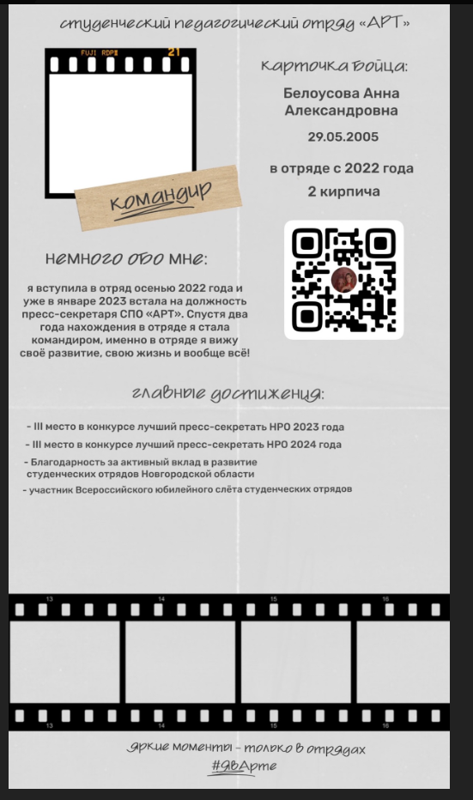 студенческий педагогический отряд «АРТ»
FUJI RDPII 21
карточка бойца:
Белоусова Анна
Александровна
29.05.2005
в отряде с 2022 года
2 кирпича
командир
немного обо мне:
я вступила в отряд осенью 2022 года и
уже в январе 2023 встала на должность
пресс-секретаря СПО «АРТ». Спустя два
года нахождения в отряде я стала
командиром, именно в отряде я вижу
своё развитие, свою жизнь и вообще всё!
главные достижения:
- III место в конкурсе лучший пресс-секретать НРО 2023 года
- III место в конкурсе лучший пресс-секретать НРО 2024 года
- Благодарность за активный вклад в развитие
студенческих отрядов Новгородской области
- участник Всероссийского юбилейного слёта студенческих отрядов
13 14 15 16
13 14 15 16
яркие моменты - только в отрядах
#явАрте